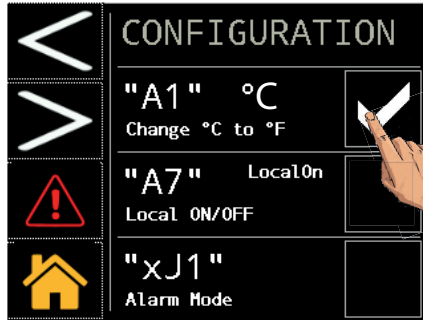 CONFIGURATION
"A1" °C
Change °C to °F
"A7" LocalOn
Local ON/OFF
"xJ1"
Alarm Mode